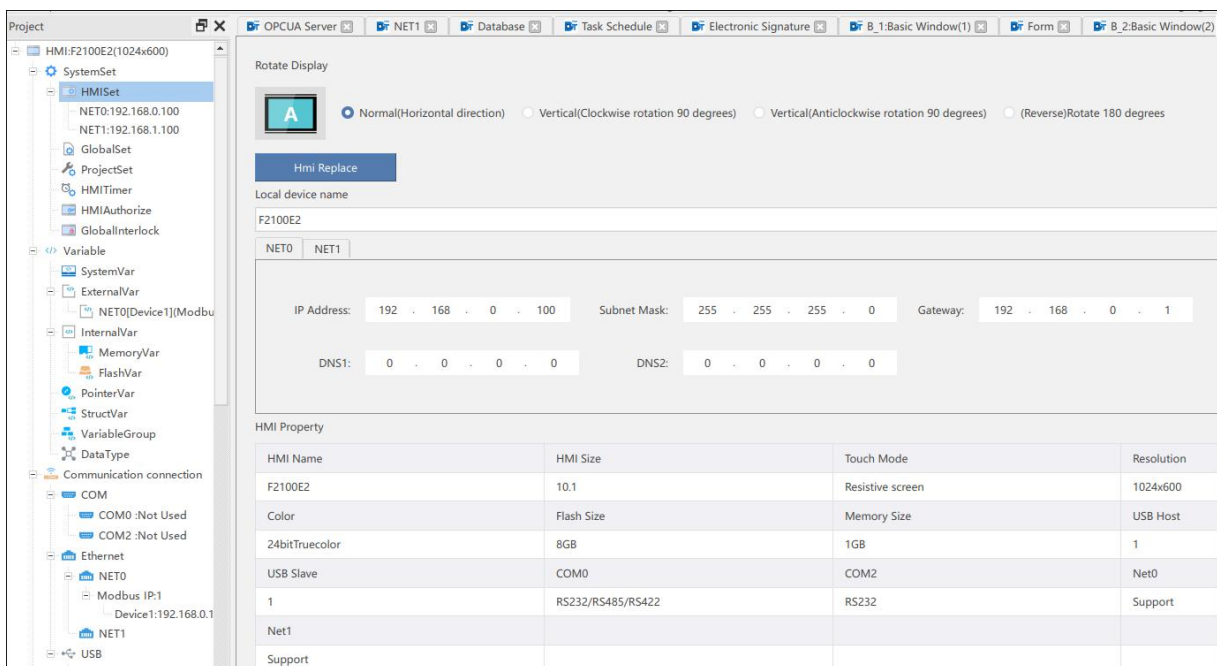 Project
OPCUA Server NET1 Database Task Schedule Electronic Signature B_1:Basic Window(1) Form B_2:Basic Window(2)
HMI:F2100E2(1024x600)
SystemSet
HMISet
NET0:192.168.0.100
NET1:192.168.1.100
GlobalSet
ProjectSet
HMITimer
HMIAuthorize
GlobalInterlock
Variable
SystemVar
ExternalVar
NET0[Device1](Modbu
InternalVar
MemoryVar
FlashVar
PointerVar
StructVar
VariableGroup
DataType
Communication connection
COM
COM0 :Not Used
COM2 :Not Used
Ethernet
NET0
Modbus IP:1
Device1:192.168.0.1
NET1
USB
Rotate Display
A
Normal(Horizontal direction) Vertical(Clockwise rotation 90 degrees) Vertical(Anticlockwise rotation 90 degrees) (Reverse)Rotate 180 degrees
Hmi Replace
Local device name
F2100E2
NET0 NET1
IP Address: 192 . 168 . 0 . 100 Subnet Mask: 255 . 255 . 255 . 0 Gateway: 192 . 168 . 0 . 1
DNS1: 0 . 0 . 0 . 0 DNS2: 0 . 0 . 0 . 0
HMI Property
HMI Name HMI Size Touch Mode Resolution
F2100E2 10.1 Resistive screen 1024x600
Color Flash Size Memory Size USB Host
24bitTruecolor 8GB 1GB 1
USB Slave COM0 COM2 Net0
1 RS232/RS485/RS422 RS232 Support
Net1
Support